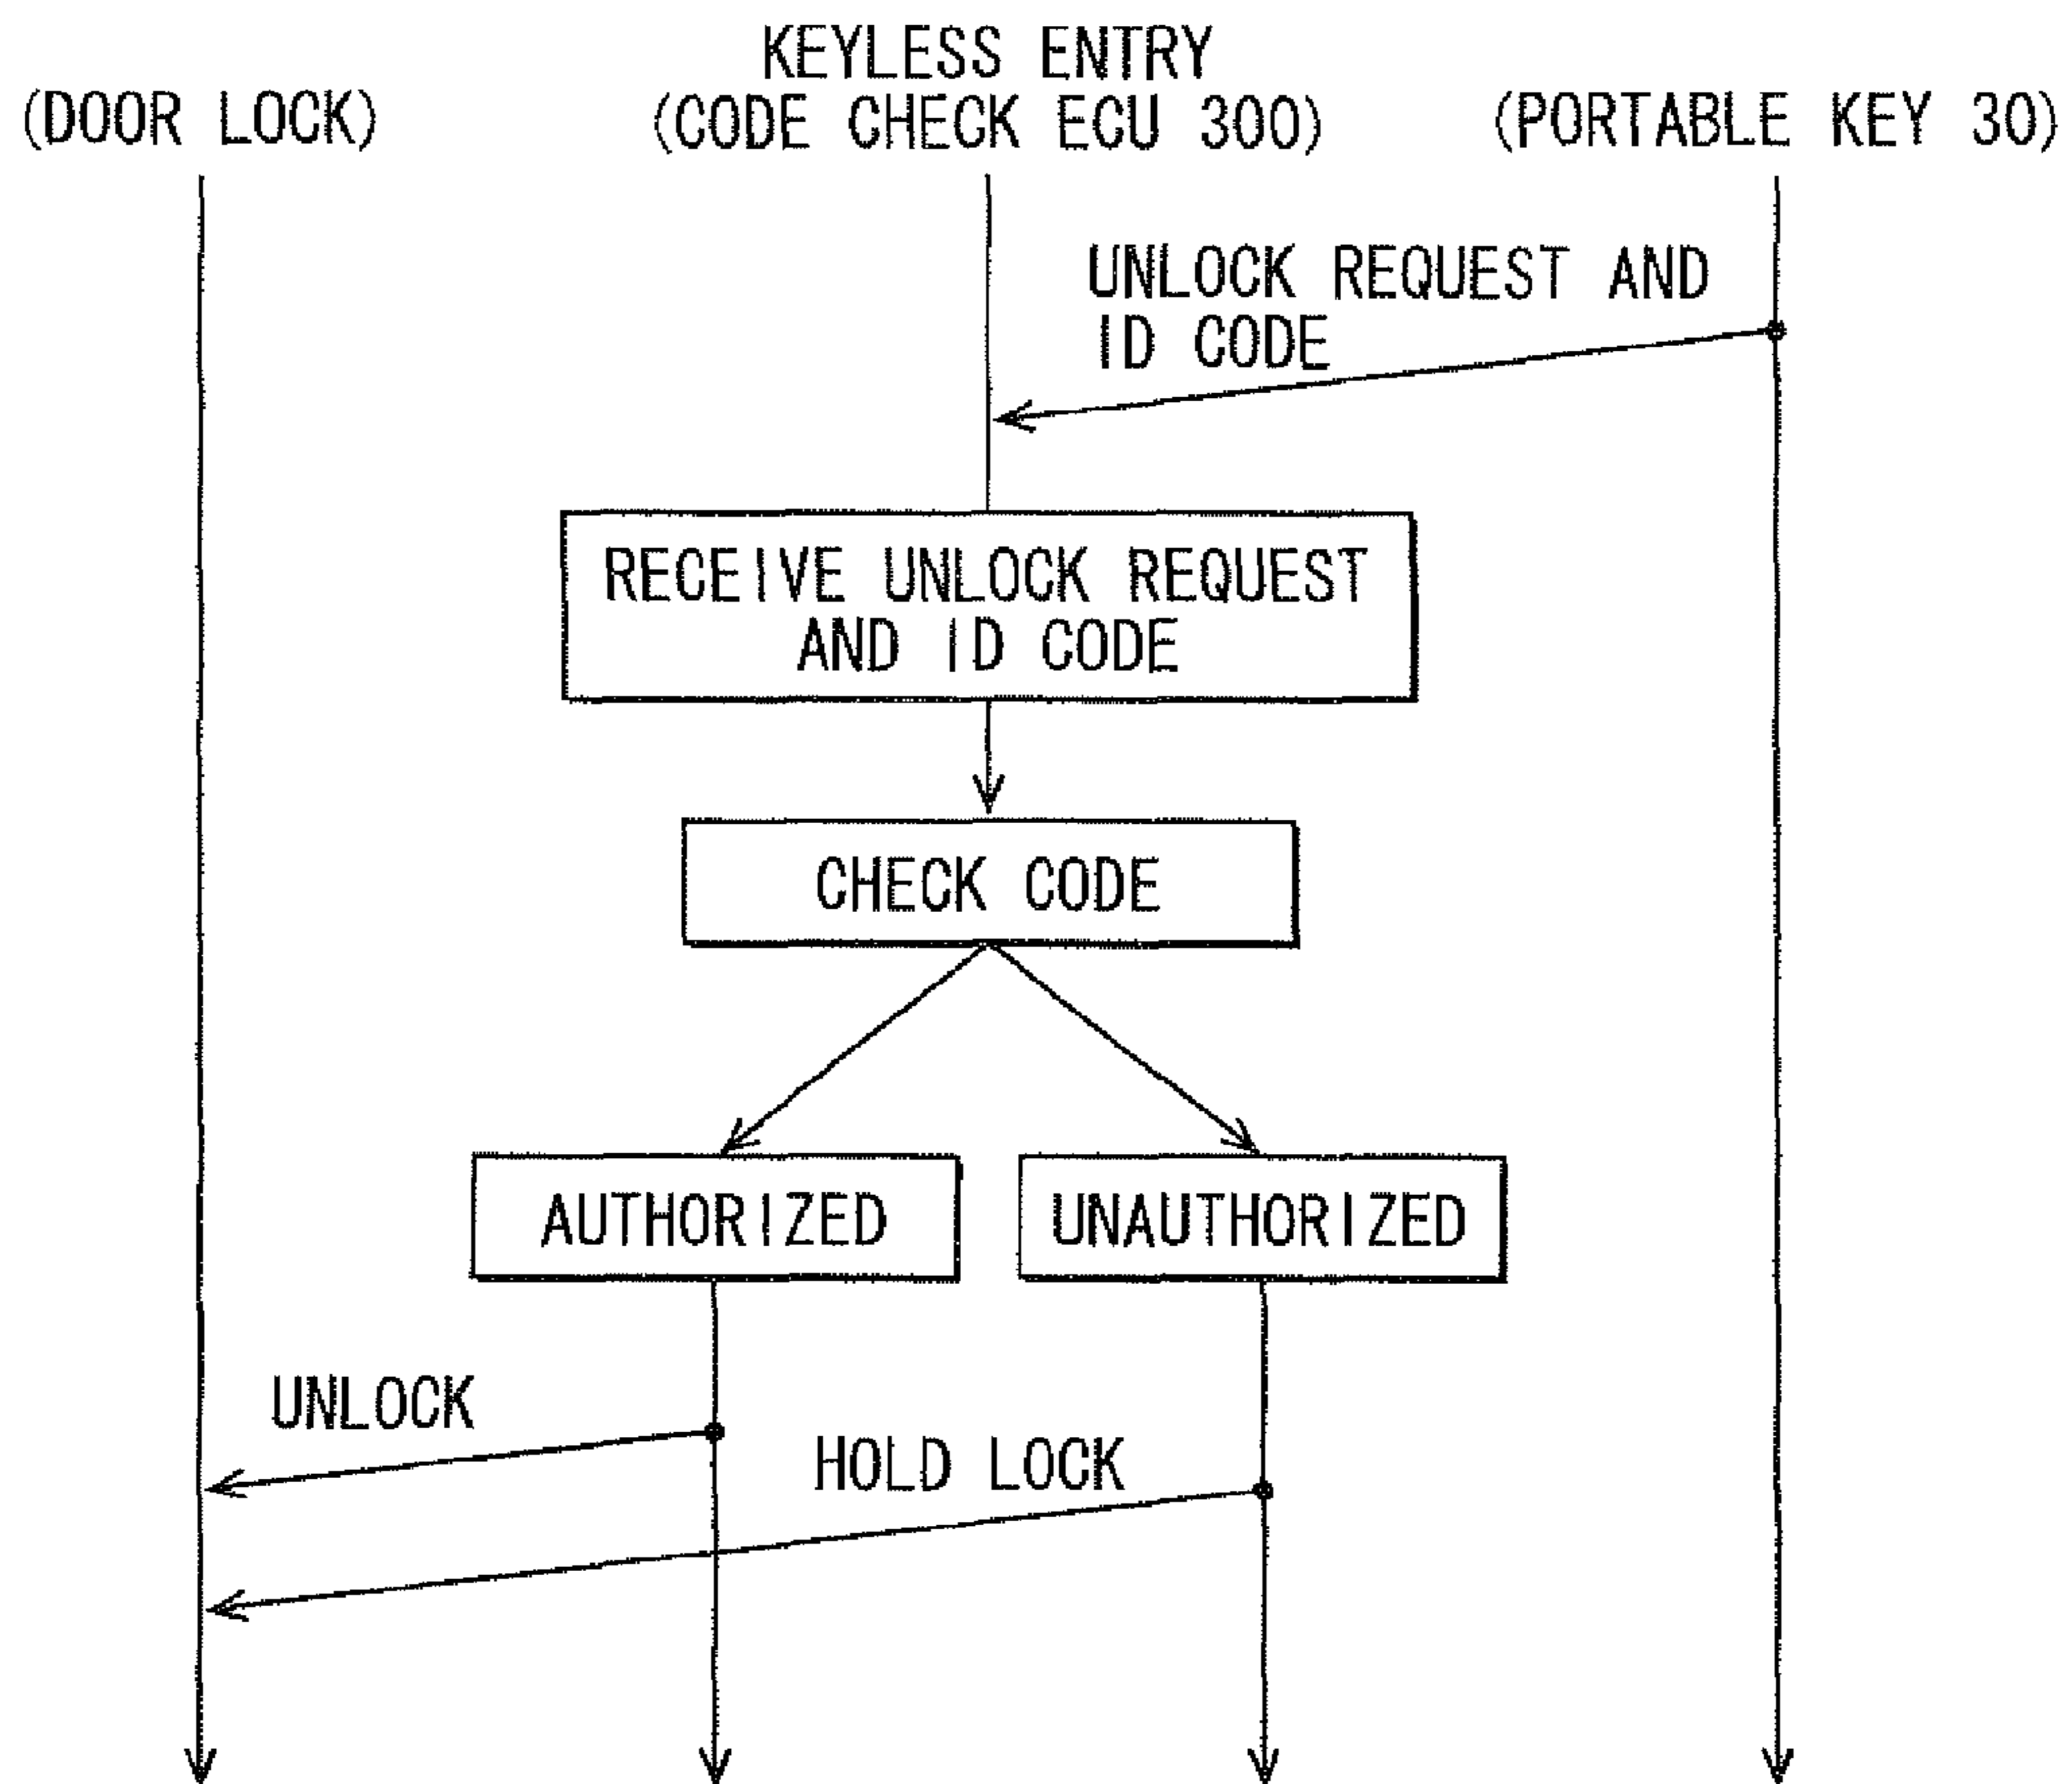 KEYLESS ENTRY
(DOOR LOCK)
(CODE CHECK ECU 300)
(PORTABLE KEY 30)
UNLOCK REQUEST AND
ID CODE
RECEIVE UNLOCK REQUEST
AND ID CODE
CHECK CODE
AUTHORIZED
UNAUTHORIZED
UNLOCK
HOLD LOCK